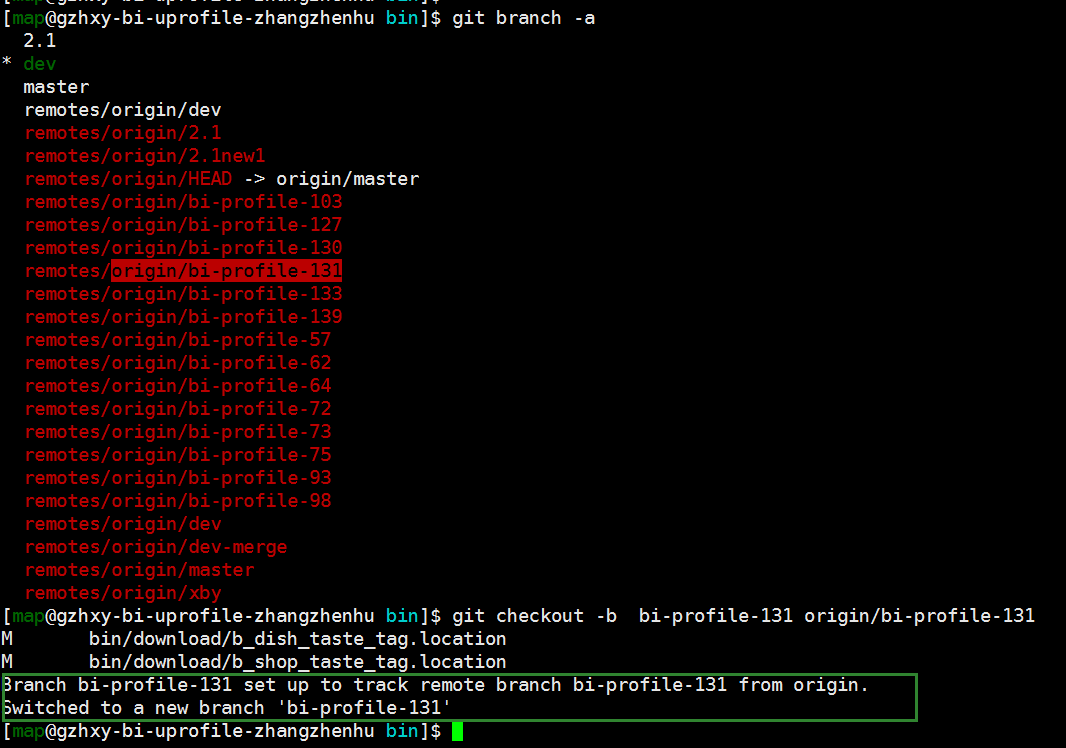 [map@gzhxy-bi-uprofile-zhangzhenhu bin]$ git branch -a
  2.1
* dev
  master
  remotes/origin/dev
  remotes/origin/2.1
  remotes/origin/2.1new1
  remotes/origin/HEAD -> origin/master
  remotes/origin/bi-profile-103
  remotes/origin/bi-profile-127
  remotes/origin/bi-profile-130
  remotes/origin/bi-profile-131
  remotes/origin/bi-profile-133
  remotes/origin/bi-profile-139
  remotes/origin/bi-profile-57
  remotes/origin/bi-profile-62
  remotes/origin/bi-profile-64
  remotes/origin/bi-profile-72
  remotes/origin/bi-profile-73
  remotes/origin/bi-profile-75
  remotes/origin/bi-profile-93
  remotes/origin/bi-profile-98
  remotes/origin/dev
  remotes/origin/dev-merge
  remotes/origin/master
  remotes/origin/xby
[map@gzhxy-bi-uprofile-zhangzhenhu bin]$ git checkout -b  bi-profile-131 origin/bi-profile-131
M       bin/download/b_dish_taste_tag.location
M       bin/download/b_shop_taste_tag.location
Branch bi-profile-131 set up to track remote branch bi-profile-131 from origin.
Switched to a new branch 'bi-profile-131'
[map@gzhxy-bi-uprofile-zhangzhenhu bin]$